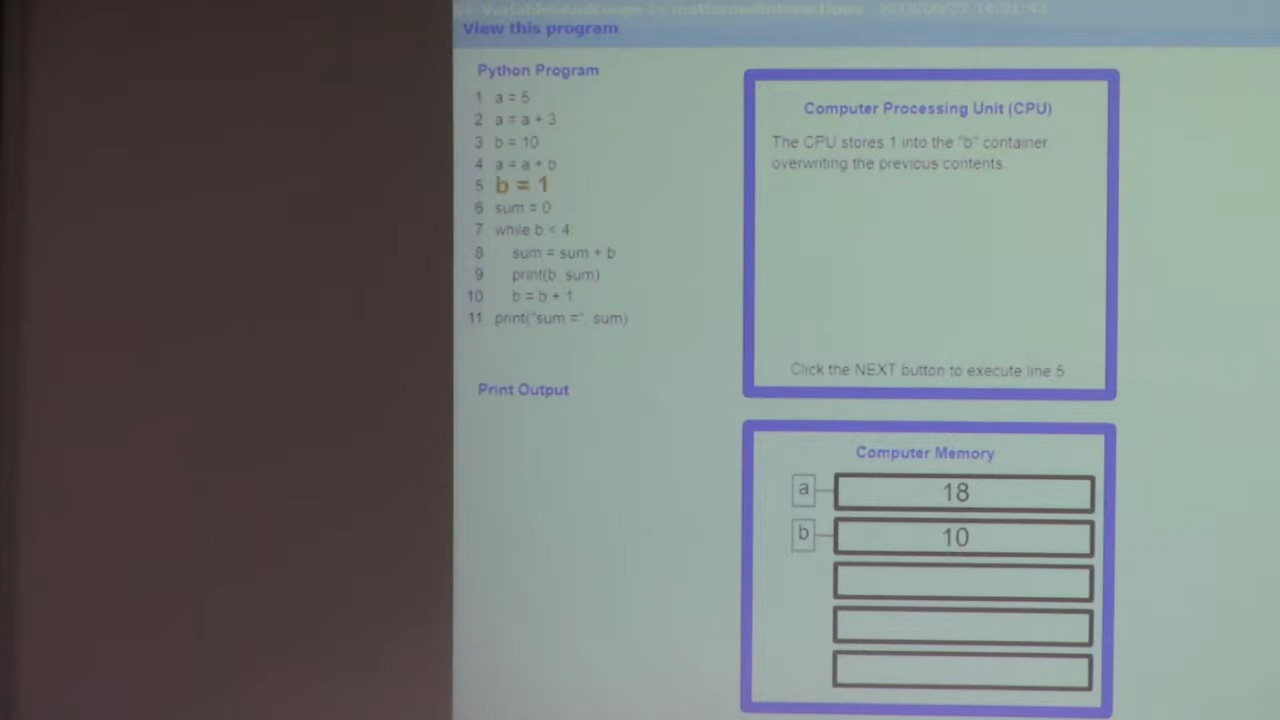 View this program
Python Program
1 a = 5
2 a = a + 3
3 b = 10
4 a = a + b
5 b = 1
6 sum = 0
7 while b < 4:
8 sum = sum + b
9 print(b, sum)
10 b = b + 1
11 print("sum =", sum)
Print Output
Computer Processing Unit (CPU)
The CPU stores 1 into the "b" container
overwriting the previous contents.
Click the NEXT button to execute line 5
Computer Memory
a 18
b 10